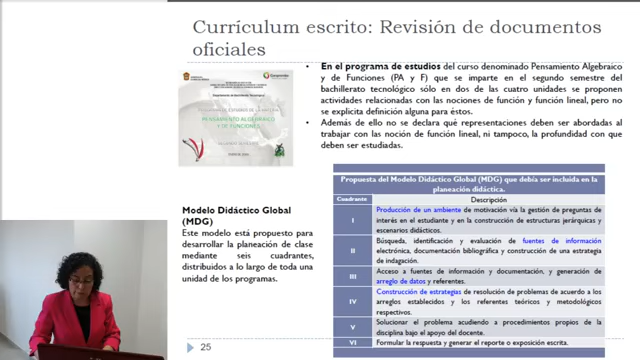 Currículum escrito: Revisión de documentos
oficiales
• En el programa de estudios del curso denominado Pensamiento Algebraico
y de Funciones (PA y F) que se imparte en el segundo semestre del
bachillerato tecnológico sólo en dos de las cuatro unidades se proponen
actividades relacionadas con las nociones de función y función lineal, pero no
se explicita definición alguna para éstos.
• Además de ello no se declara qué representaciones deben ser abordadas al
trabajar con las noción de función lineal, ni tampoco, la profundidad con que
deben ser estudiadas.
PENSAMIENTO ALGEBRAICO
Y DE FUNCIONES
Modelo Didáctico Global
(MDG)
Este modelo está propuesto para
desarrollar la planeación de clase
mediante seis cuadrantes,
distribuidos a lo largo de toda una
unidad de los programas.
Propuesta del Modelo Didáctico Global (MDG) que debía ser incluida en la
planeación didáctica.
Cuadrante Descripción
I Producción de un ambiente de motivación vía la gestión de preguntas de
interés en el estudiante y en la construcción de estructuras jerárquicas y
escenarios didácticos.
II Búsqueda, identificación y evaluación de fuentes de información
electrónica, documentación bibliográfica y construcción de una estrategia
de indagación.
III Acceso a fuentes de información y documentación, y generación de
arreglo de datos y referentes.
IV Construcción de estrategias de resolución de problemas de acuerdo a los
arreglos establecidos y los referentes teóricos y metodológicos
respectivos.
V Solucionar el problema acudiendo a procedimientos propios de la
disciplina bajo el apoyo del docente.
VI Formular la respuesta y generar el reporte o exposición escrita.
25